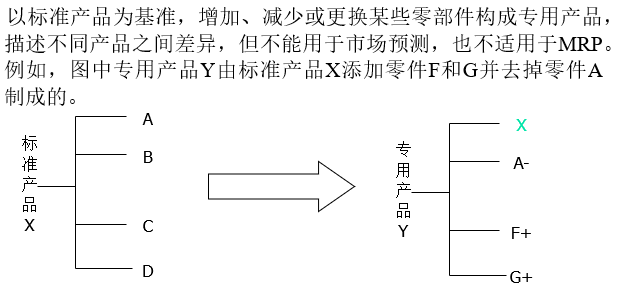 以标准产品为基准，增加、减少或更换某些零部件构成专用产品，
描述不同产品之间差异，但不能用于市场预测，也不适用于MRP。
例如，图中专用产品Y由标准产品X添加零件F和G并去掉零件A
制成的。
标准产品X
A
B
C
D
专用产品Y
X
A-
F+
G+